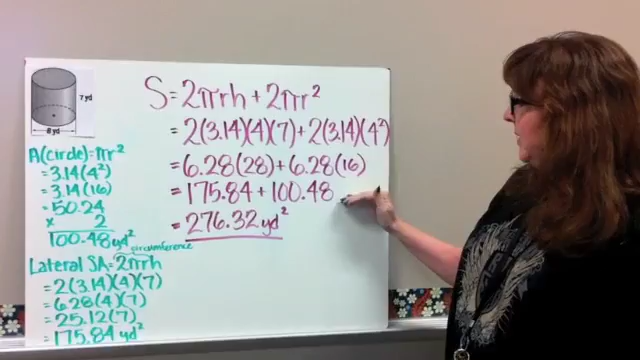 7 yd
8 yd
A(circle) = πr²
= 3.14(4²)
= 3.14(16)
= 50.24
x 2
100.48 yd²
circumference
Lateral SA = 2πrh
= 2(3.14)(4)(7)
= 6.28(4)(7)
= 25.12(7)
= 175.84 yd²
S = 2πrh + 2πr²
= 2(3.14)(4)(7) + 2(3.14)(4²)
= 6.28(28) + 6.28(16)
= 175.84 + 100.48
= 276.32 yd²